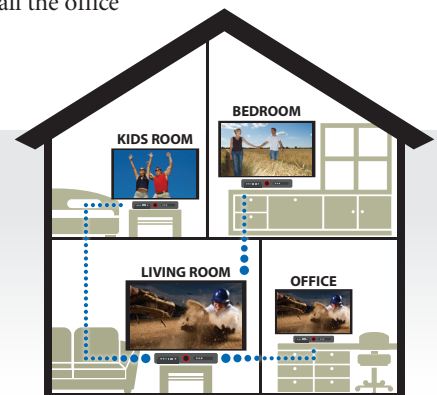 all the office
BEDROOM
KIDS ROOM
LIVING ROOM
OFFICE